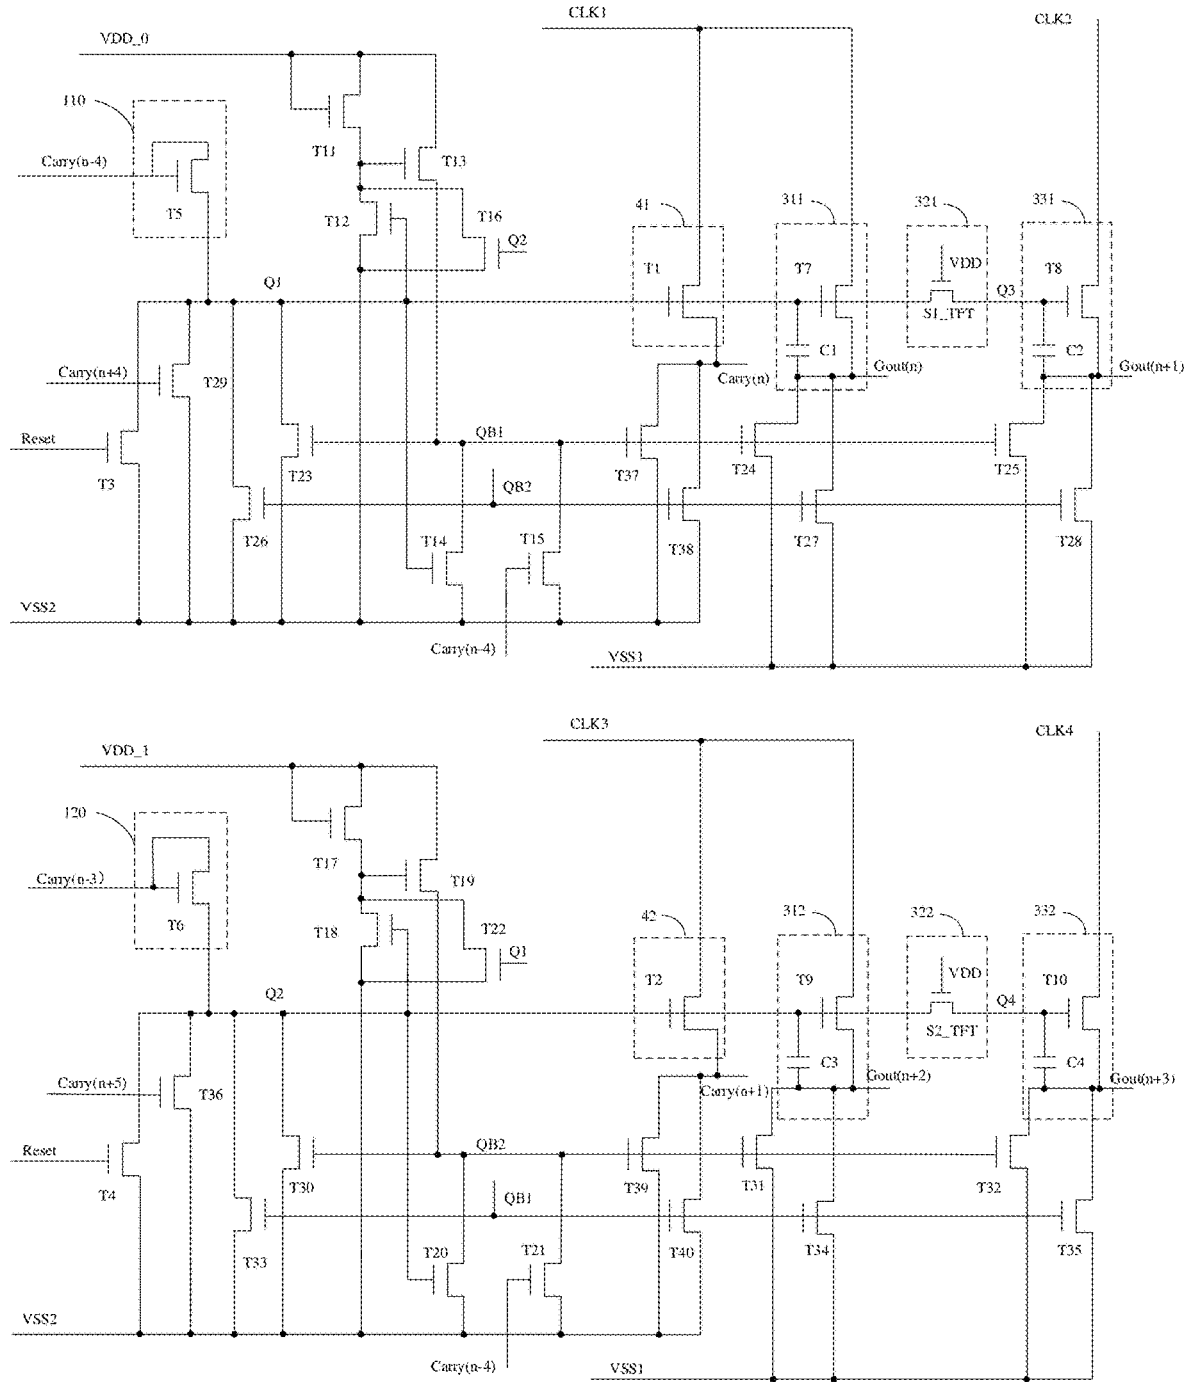 CLK1
CLK2
VDD_0
110
Carry(n-4)
T5
T11
T13
T12
T16
Q2
41
311
321
331
T1
T7
VDD
T8
Q1
Q3
S1_TFT
C1
C2
Carry(n)
Gout(n)
Gout(n+1)
Carry(n+4)
T29
Reset
T3
T23
QB1
T37
T24
T25
QB2
T26
T14
T15
T38
T27
T28
VSS2
Carry(n-4)
VSS1
CLK3
CLK4
VDD_1
120
Carry(n-3)
T6
T17
T19
T18
T22
Q1
42
312
322
332
T2
T9
VDD
T10
Q2
Q4
S2_TFT
C3
C4
Carry(n+1)
Gout(n+2)
Gout(n+3)
Carry(n+5)
T36
Reset
T4
T30
QB2
T39
T31
T32
QB1
T33
T20
T21
T40
T34
T35
VSS2
Carry(n-4)
VSS1